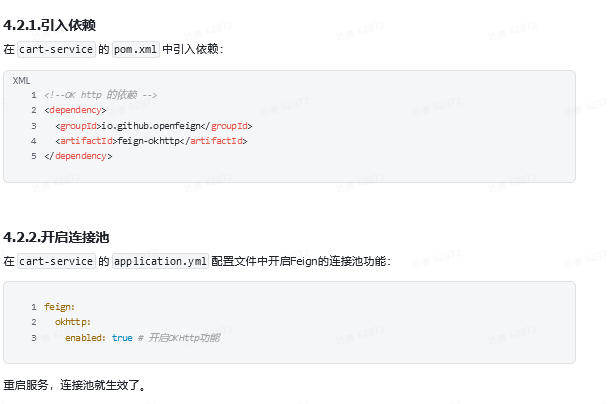 4.2.1.引入依赖
在 cart-service 的 pom.xml 中引入依赖：
XML
1 <!--OK http 的依赖 -->
2 <dependency>
3   <groupId>io.github.openfeign</groupId>
4   <artifactId>feign-okhttp</artifactId>
5 </dependency>
4.2.2.开启连接池
在 cart-service 的 application.yml 配置文件中开启Feign的连接池功能：
1 feign:
2   okhttp:
3     enabled: true # 开启OKHttp功能
重启服务，连接池就生效了。